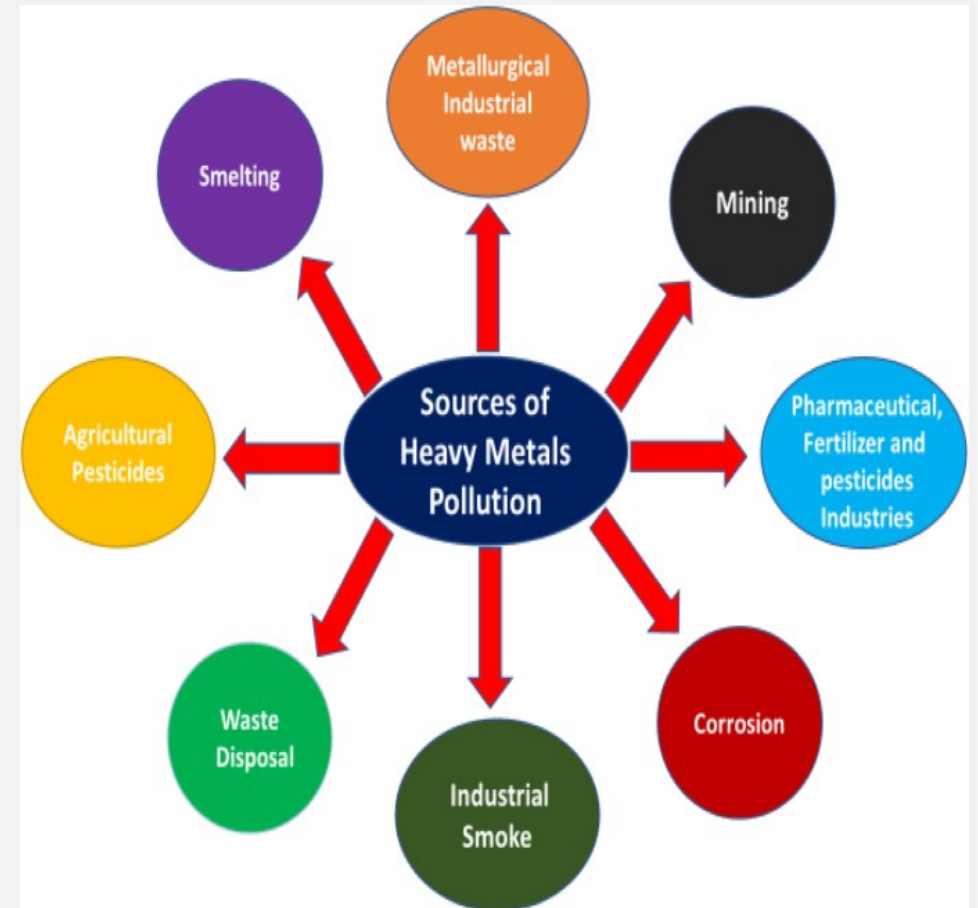 Metallurgical
Industrial
waste
Smelting
Mining
Sources of
Heavy Metals
Pollution
Agricultural
Pesticides
Pharmaceutical,
Fertilizer and
pesticides
Industries
Waste
Disposal
Corrosion
Industrial
Smoke